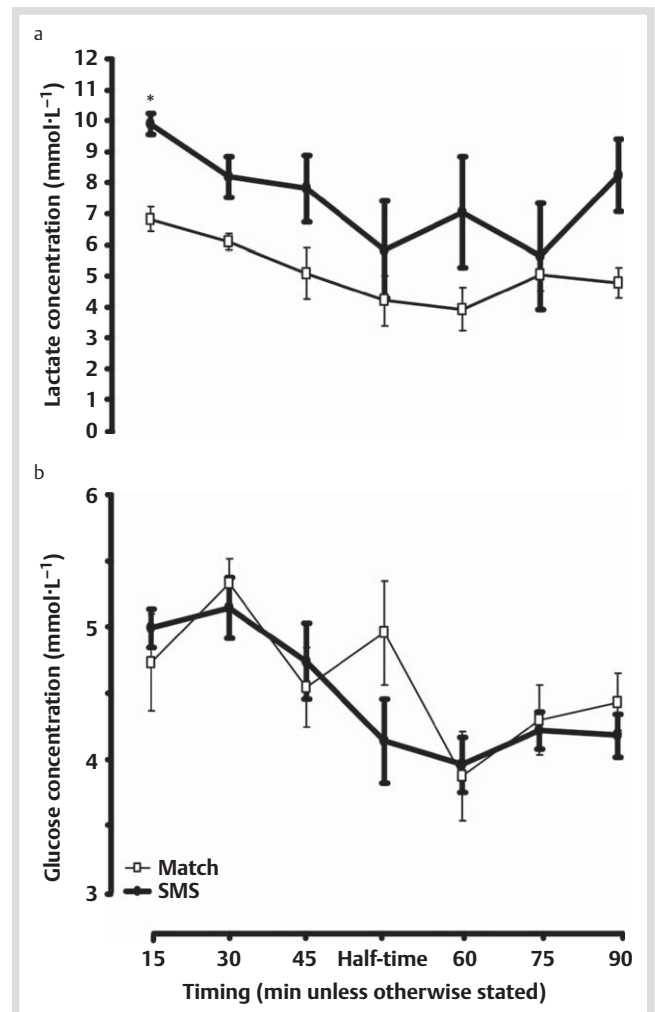 a
12
11
10
9
8
7
6
5
4
3
2
1
0
Lactate concentration (mmol·L⁻¹)
*
b
6
5
4
3
Glucose concentration (mmol·L⁻¹)
Match
SMS
15 30 45 Half-time 60 75 90
Timing (min unless otherwise stated)